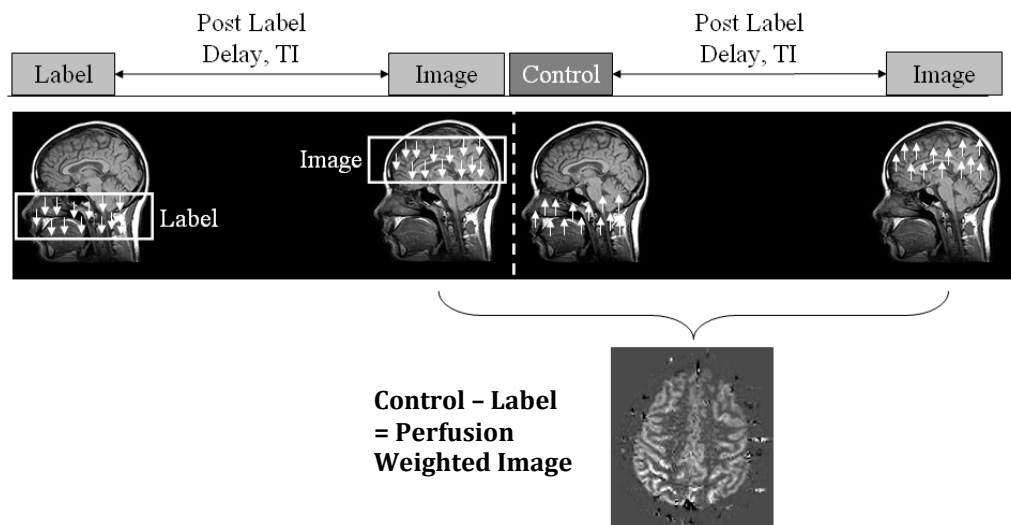 Post Label
Delay, TI
Post Label
Delay, TI
Label
Image
Control
Image
Image
Label
Control – Label
= Perfusion
Weighted Image